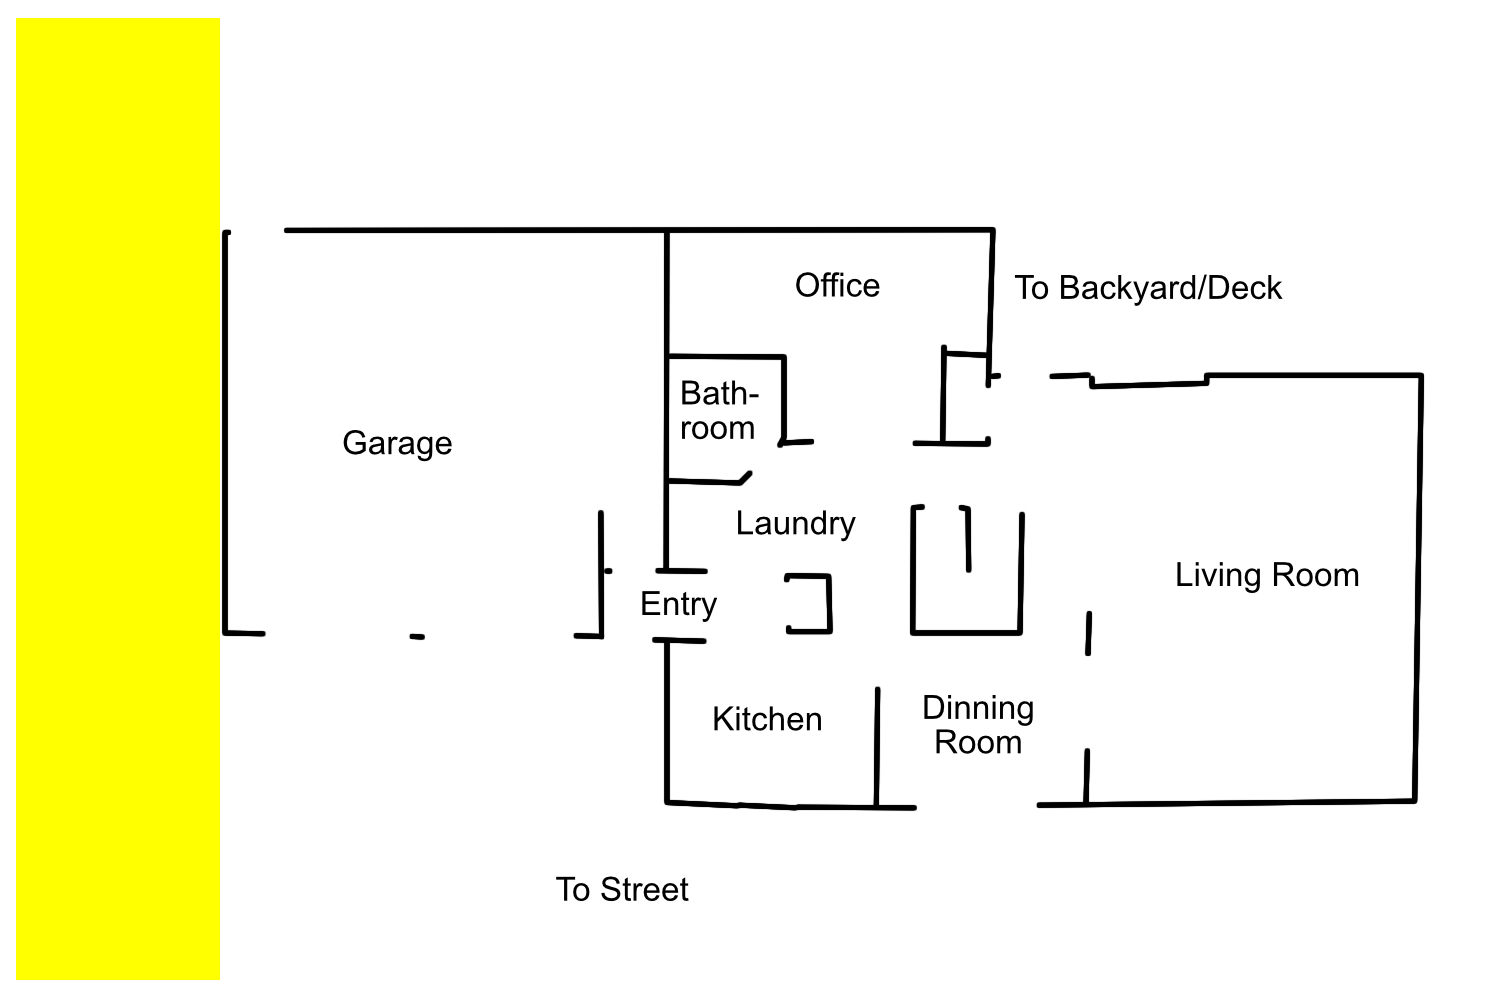 Office
To Backyard/Deck
Bath-
room
Garage
Laundry
Living Room
Entry
Kitchen
Dinning
Room
To Street